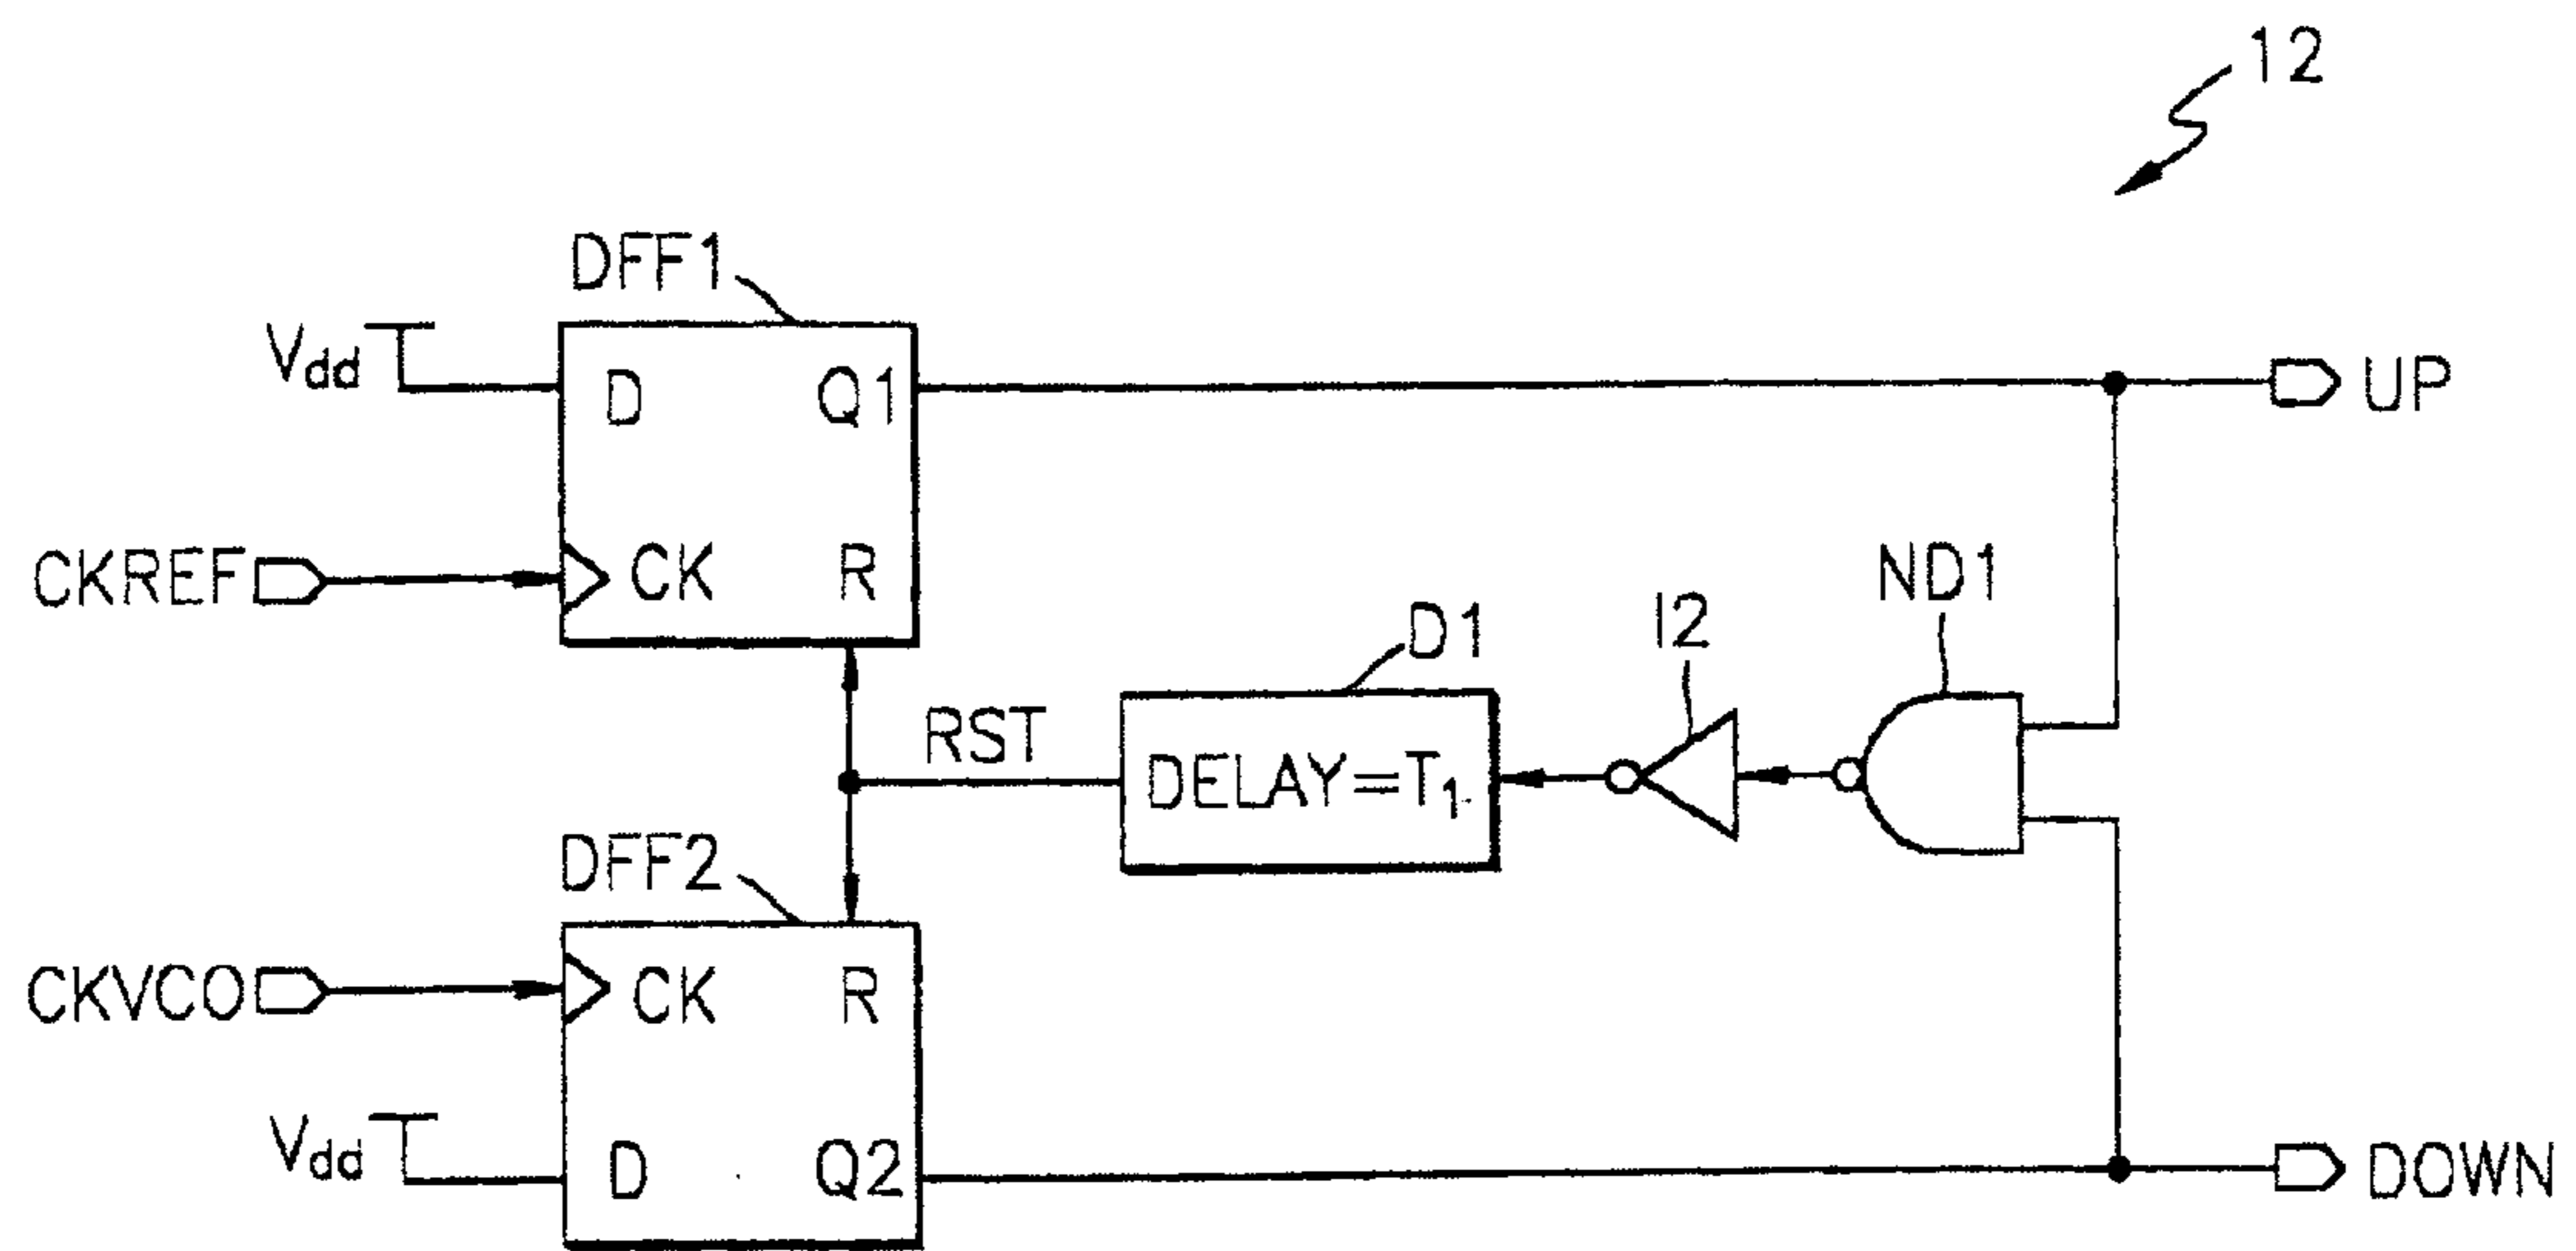 12
DFF1
Vdd
D
Q1
UP
CKREF
CK
R
ND1
I2
D1
RST
DELAY=T1
DFF2
CKVCO
CK
R
Vdd
D
Q2
DOWN